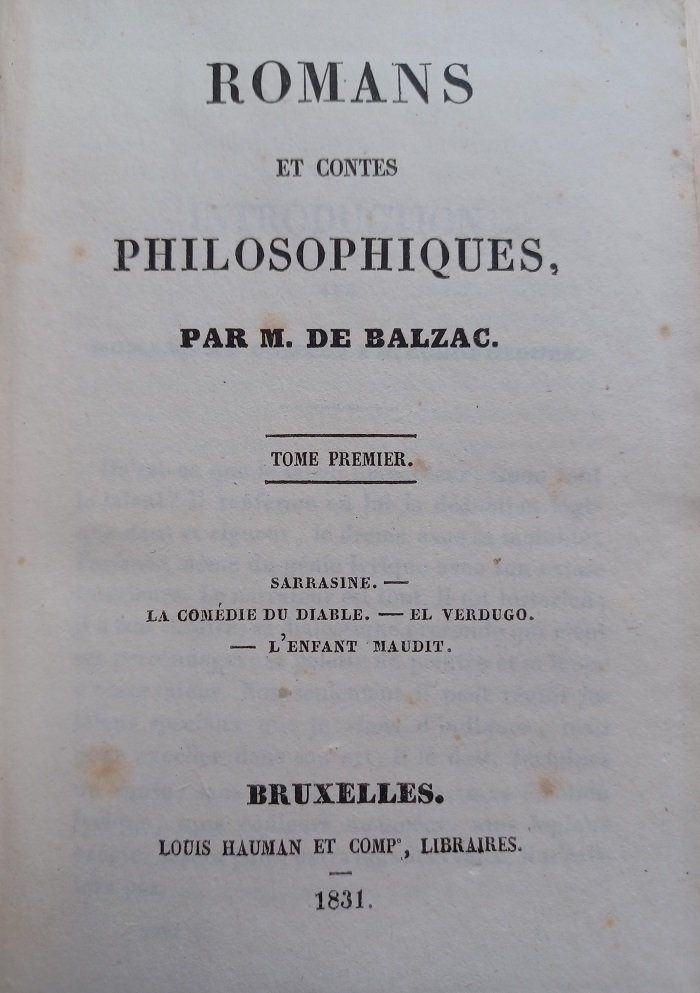 ROMANS
ET CONTES
PHILOSOPHIQUES,
PAR M. DE BALZAC.
TOME PREMIER.
SARRASINE. —
LA COMÉDIE DU DIABLE. — EL VERDUGO.
— L'ENFANT MAUDIT.
BRUXELLES.
LOUIS HAUMAN ET COMPe., LIBRAIRES.
1831.